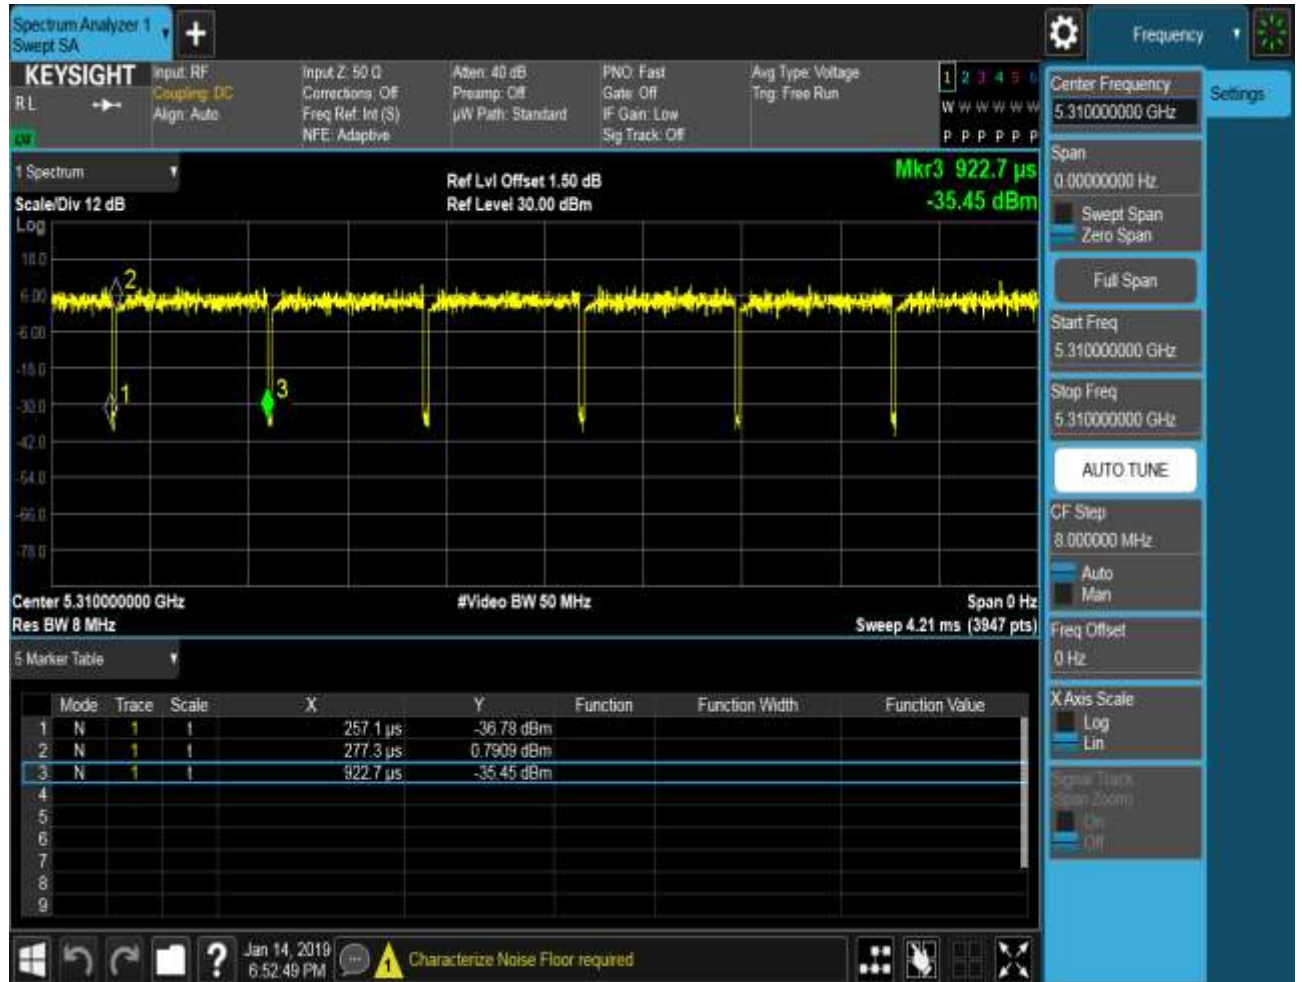 Spectrum Analyzer 1
Swept SA
Frequency
KEYSIGHT
RL
Input: RF
Coupling: DC
Align: Auto
Input Z: 50 Ω
Corrections: Off
Freq Ref: Int (S)
NFE: Adaptive
Atten: 40 dB
Preamp: Off
µW Path: Standard
PNO: Fast
Gate: Off
IF Gain: Low
Sig Track: Off
Avg Type: Voltage
Trig: Free Run
1 2 3 4 5 6
W W W W W W
P P P P P P
1 Spectrum
Scale/Div 12 dB
Ref Lvl Offset 1.50 dB
Ref Level 30.00 dBm
Mkr3 922.7 µs
-35.45 dBm
Log
18.0
6.00
-6.00
-18.0
-30.0
-42.0
-54.0
-66.0
-78.0
2
1
3
Center 5.310000000 GHz
#Video BW 50 MHz
Span 0 Hz
Res BW 8 MHz
Sweep 4.21 ms (3947 pts)
5 Marker Table
Mode Trace Scale X Y Function Function Width Function Value
1 N 1 t 257.1 µs -36.78 dBm
2 N 1 t 277.3 µs 0.7909 dBm
3 N 1 t 922.7 µs -35.45 dBm
4
5
6
7
8
9
Jan 14, 2019
6:52:49 PM
Characterize Noise Floor required
Center Frequency
5.310000000 GHz
Settings
Span
0.00000000 Hz
Swept Span
Zero Span
Full Span
Start Freq
5.310000000 GHz
Stop Freq
5.310000000 GHz
AUTO TUNE
CF Step
8.000000 MHz
Auto
Man
Freq Offset
0 Hz
X Axis Scale
Log
Lin
Signal Track
(Span Zoom)
On
Off